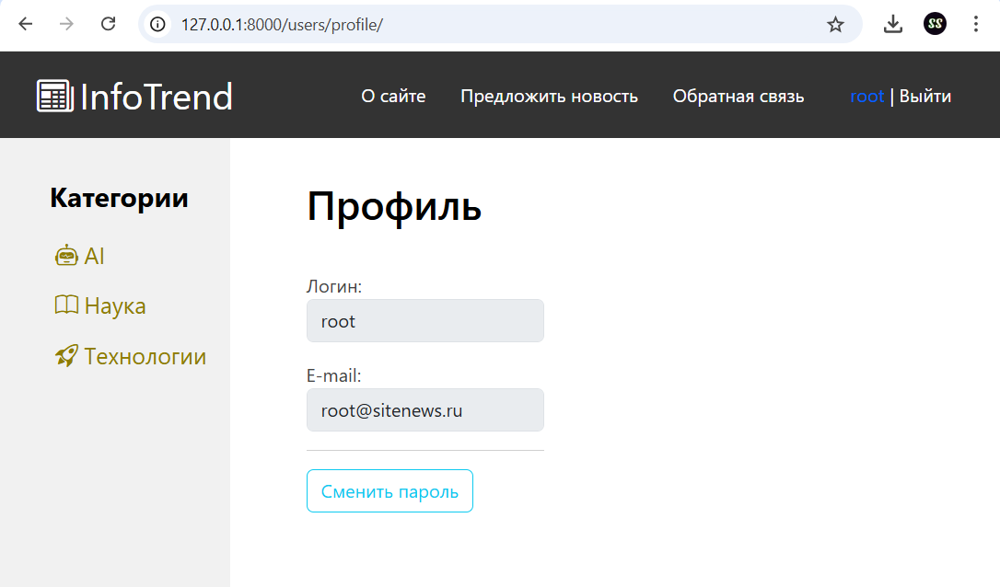 127.0.0.1:8000/users/profile/
SS
InfoTrend
О сайте Предложить новость Обратная связь root | Выйти
Категории
AI
Наука
Технологии
Профиль
Логин:
root
E-mail:
root@sitenews.ru
Сменить пароль